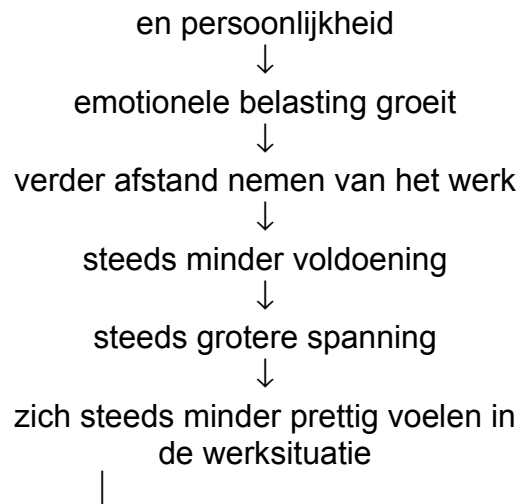 en persoonlijkheid
↓
emotionele belasting groeit
↓
verder afstand nemen van het werk
↓
steeds minder voldoening
↓
steeds grotere spanning
↓
zich steeds minder prettig voelen in
de werksituatie